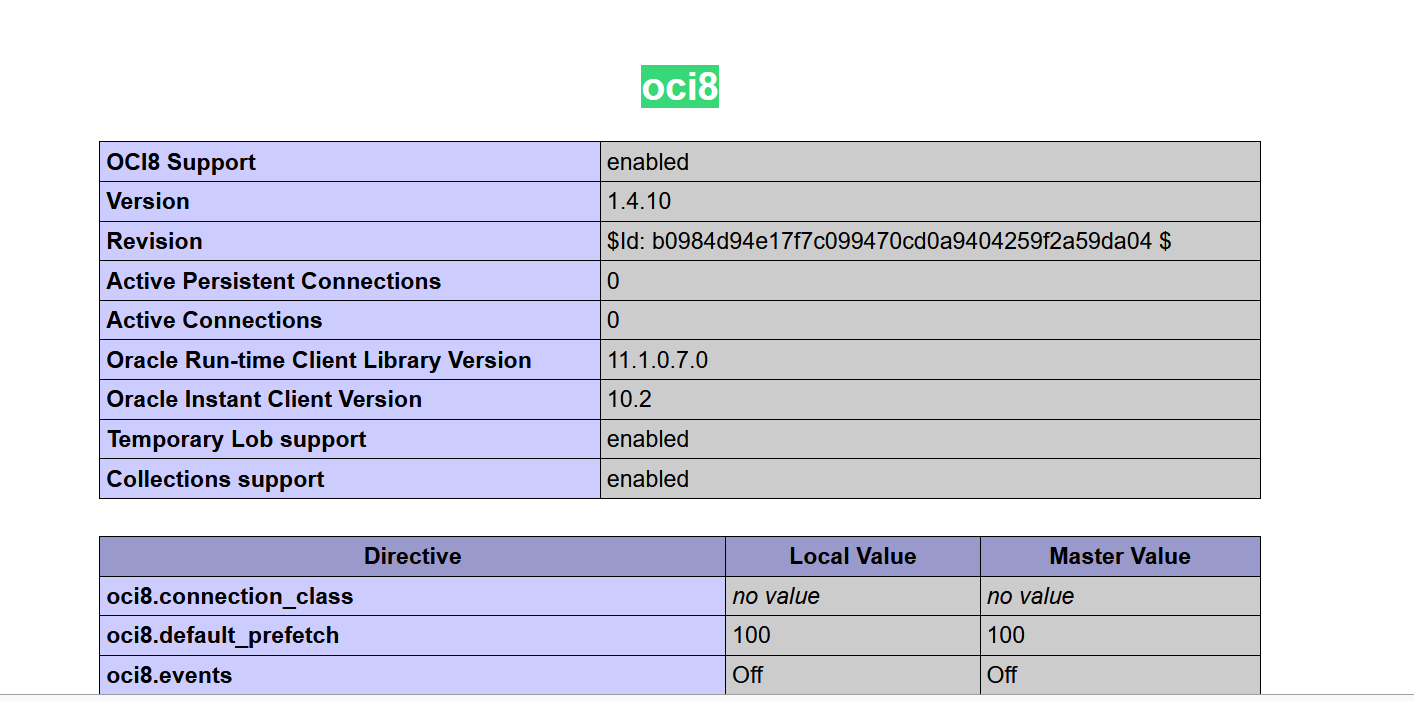 oci8
OCI8 Support enabled
Version 1.4.10
Revision $Id: b0984d94e17f7c099470cd0a9404259f2a59da04 $
Active Persistent Connections 0
Active Connections 0
Oracle Run-time Client Library Version 11.1.0.7.0
Oracle Instant Client Version 10.2
Temporary Lob support enabled
Collections support enabled
Directive Local Value Master Value
oci8.connection_class no value no value
oci8.default_prefetch 100 100
oci8.events Off Off